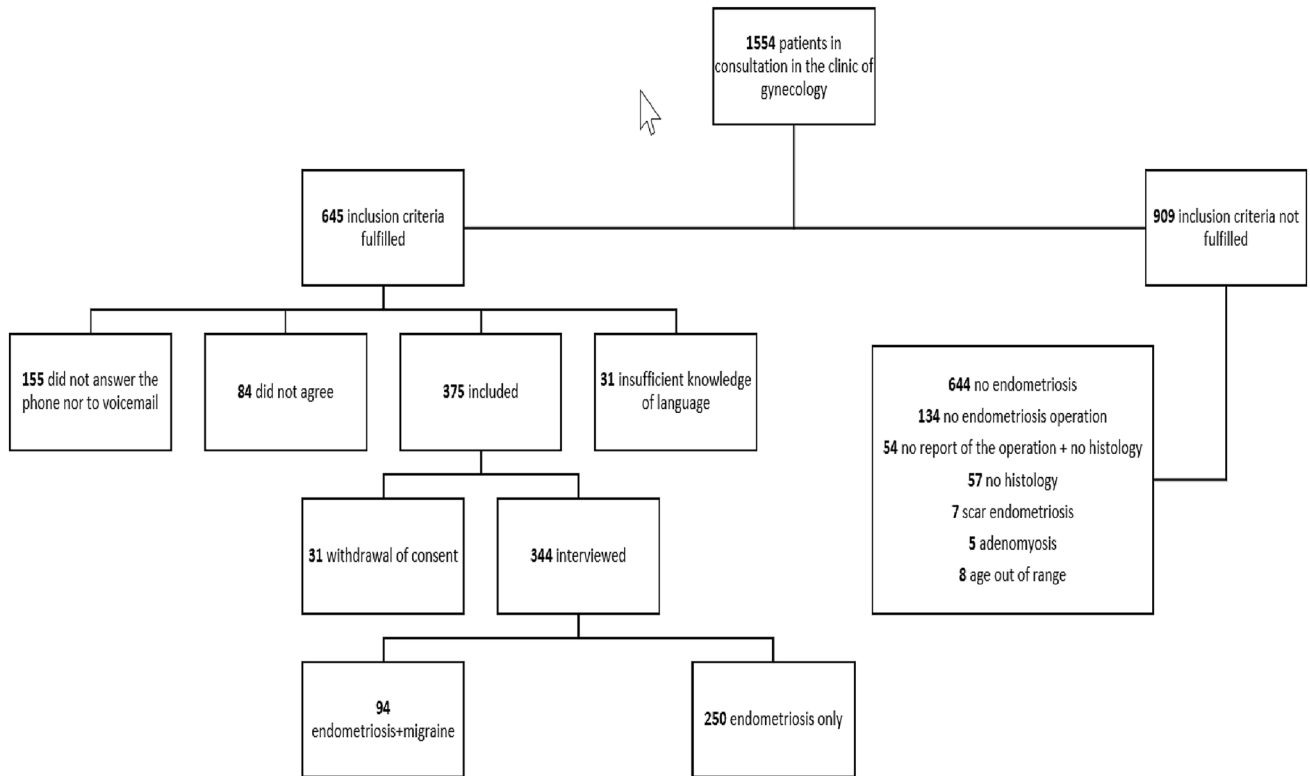 1554 patients in
consultation in the clinic of
gynecology
645 inclusion criteria
fulfilled
909 inclusion criteria not
fulfilled
155 did not answer the
phone nor to voicemail
84 did not agree
375 included
31 insufficient knowledge
of language
644 no endometriosis
134 no endometriosis operation
54 no report of the operation + no histology
57 no histology
7 scar endometriosis
5 adenomyosis
8 age out of range
31 withdrawal of consent
344 interviewed
94
endometriosis+migraine
250 endometriosis only